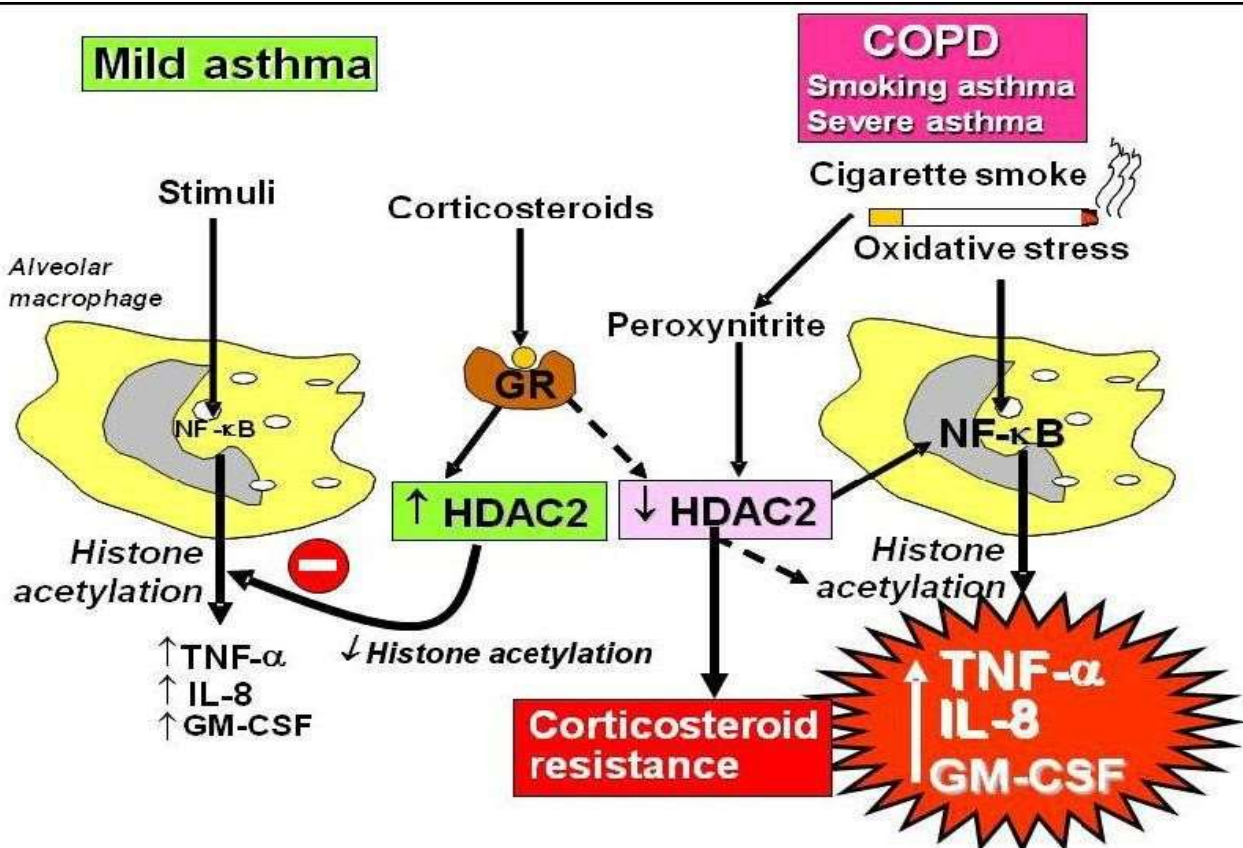 Mild asthma
COPD
Smoking asthma
Severe asthma
Stimuli
Corticosteroids
Cigarette smoke
Oxidative stress
Alveolar
macrophage
Peroxynitrite
GR
NF-κB
NF-κB
↑ HDAC2
↓ HDAC2
Histone
acetylation
Histone
acetylation
↑TNF-α
↑ IL-8
↑GM-CSF
↓ Histone acetylation
Corticosteroid
resistance
TNF-α
IL-8
GM-CSF